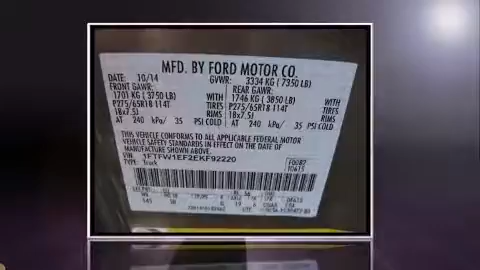 MFD. BY FORD MOTOR CO.
DATE: 10/14 GVWR: 3334 KG ( 7350 LB)
FRONT GAWR: REAR GAWR:
1701 KG ( 3750 LB) WITH 1746 KG ( 3850 LB) WITH
P275/65R18 114T TIRES P275/65R18 114T TIRES
18x7.5J RIMS 18x7.5J RIMS
AT 240 kPa/ 35 PSI COLD AT 240 kPa/ 35 PSI COLD
THIS VEHICLE CONFORMS TO ALL APPLICABLE FEDERAL MOTOR
VEHICLE SAFETY STANDARDS IN EFFECT ON THE DATE OF
MANUFACTURE SHOWN ABOVE.
VIN: 1FTFW1EF2EKF92220
TYPE: Truck